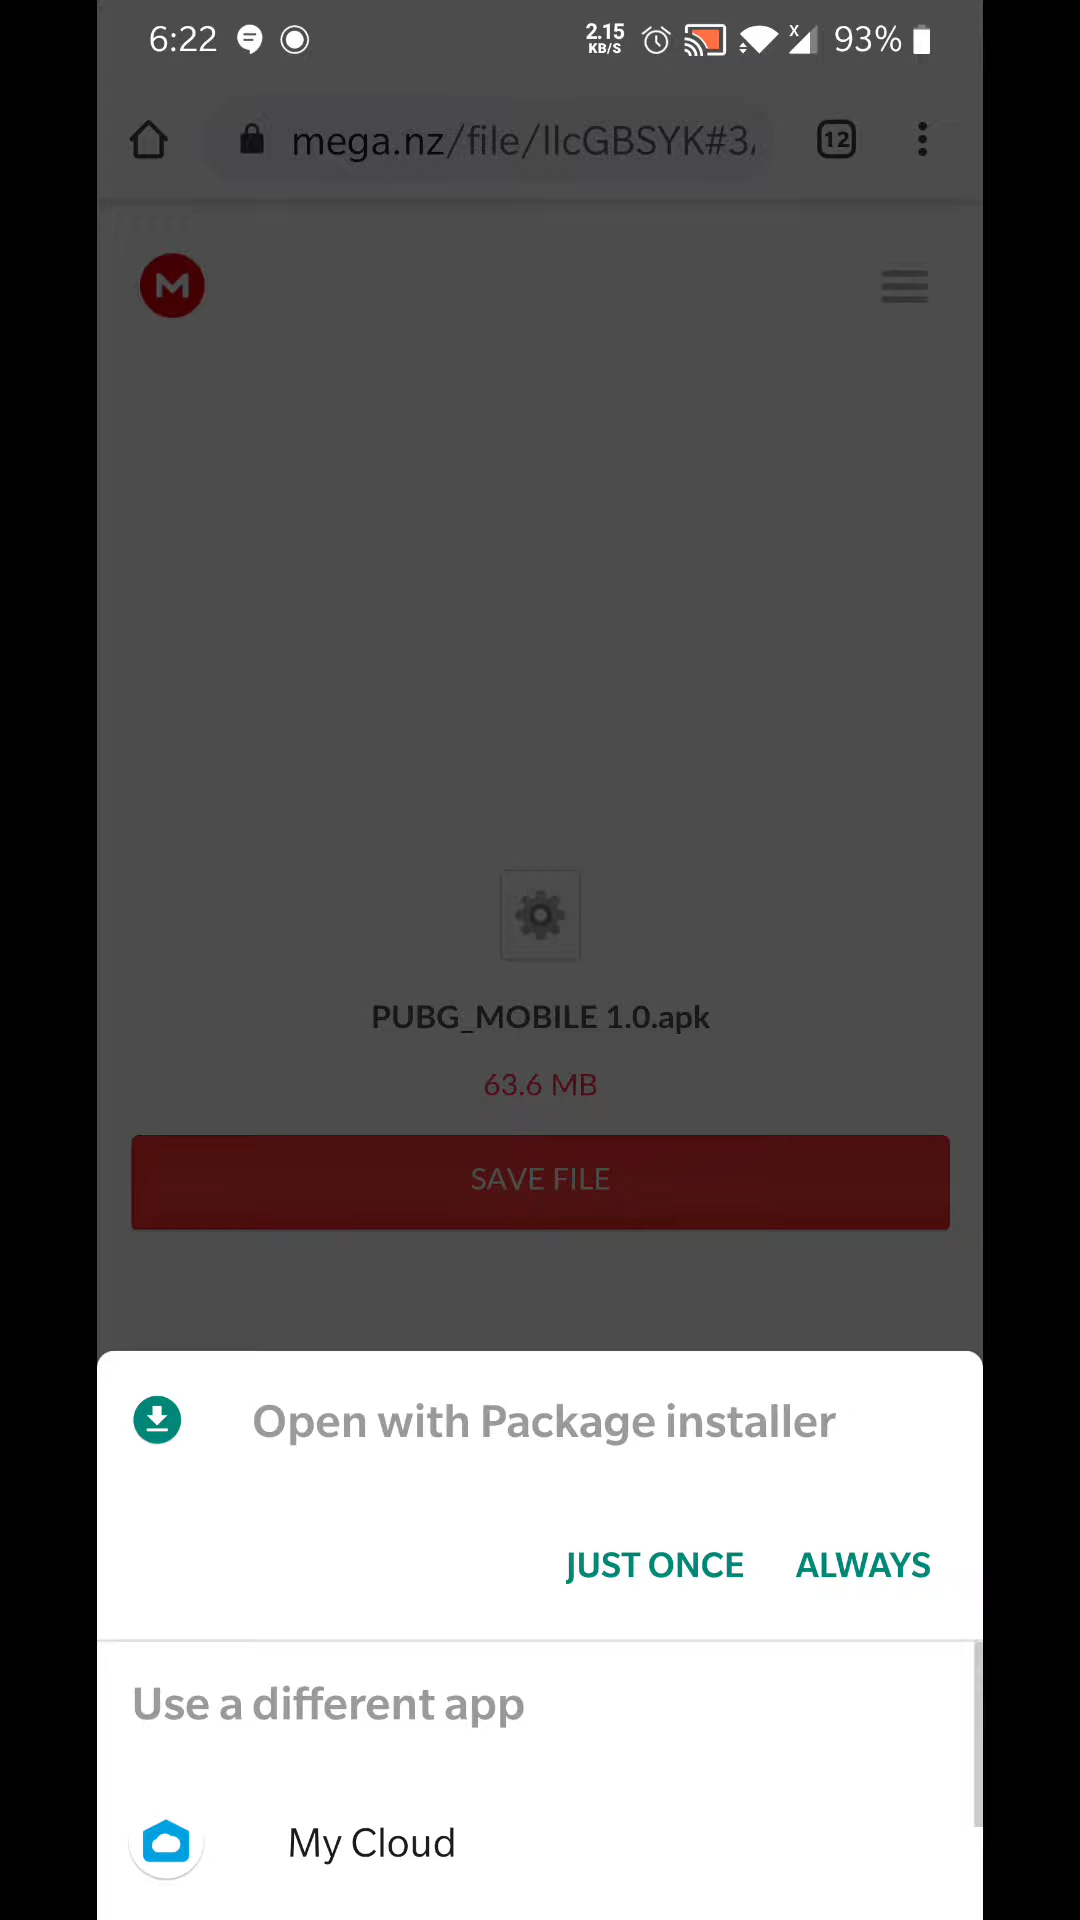 6:22
2.15 KB/S
X
93%
mega.nz/file/llcGBSYK#3
12
M
PUBG_MOBILE 1.0.apk
63.6 MB
SAVE FILE
Open with Package installer
JUST ONCE
ALWAYS
Use a different app
My Cloud